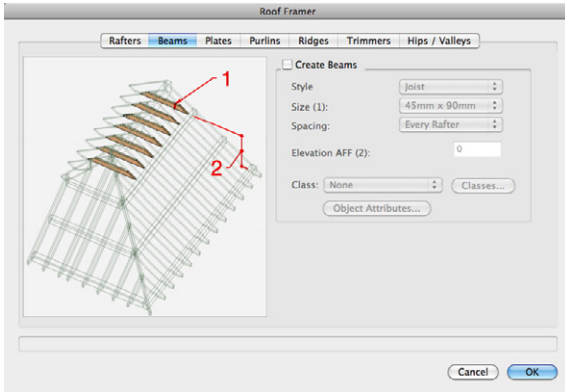 Roof Framer
Rafters Beams Plates Purlins Ridges Trimmers Hips / Valleys
1
2
Create Beams
Style Joist
Size (1): 45mm x 90mm
Spacing: Every Rafter
Elevation AFF (2): 0
Class: None Classes...
Object Attributes...
Cancel OK